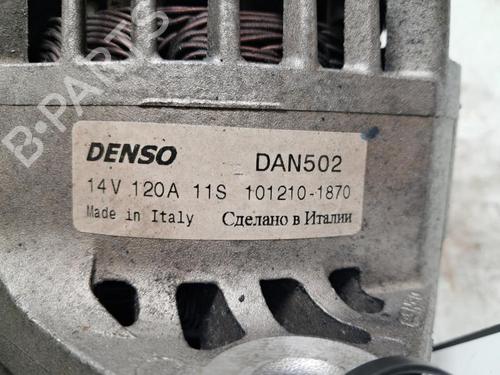 B-PARTS
DENSO DAN502
14V 120A 11S 101210-1870
Made in Italy Сделано в Италии